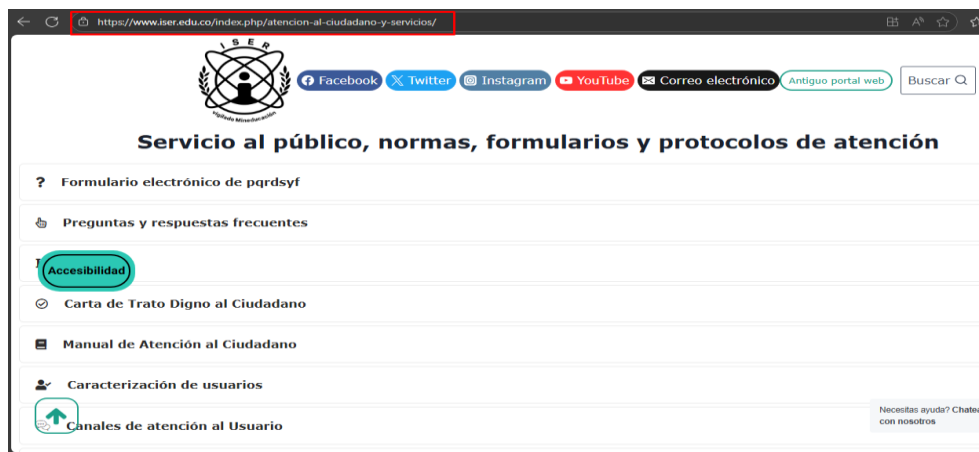 https://www.iser.edu.co/index.php/atencion-al-ciudadano-y-servicios/
ISER
Vigilado Mineducación
Facebook Twitter Instagram YouTube Correo electrónico Antiguo portal web Buscar
Servicio al público, normas, formularios y protocolos de atención
Formulario electrónico de pqrdsyf
Preguntas y respuestas frecuentes
Accesibilidad
Carta de Trato Digno al Ciudadano
Manual de Atención al Ciudadano
Caracterización de usuarios
Canales de atención al Usuario
Necesitas ayuda? Chatea
con nosotros